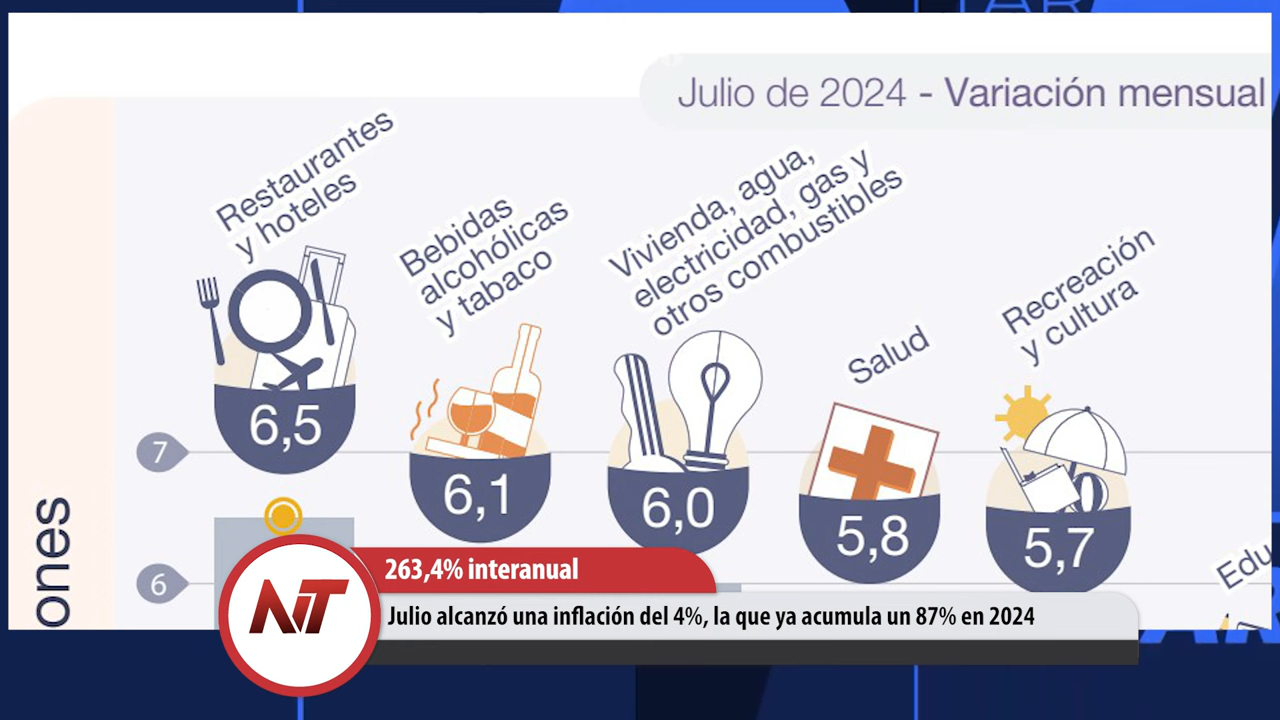 Julio de 2024 - Variación mensual
Restaurantes
y hoteles
Bebidas
alcohólicas
y tabaco
Vivienda, agua,
electricidad, gas y
otros combustibles
Salud
Recreación
y cultura
6,5
6,1
6,0
5,8
5,7
7
6
ones
Edu
NT
263,4% interanual
Julio alcanzó una inflación del 4%, la que ya acumula un 87% en 2024